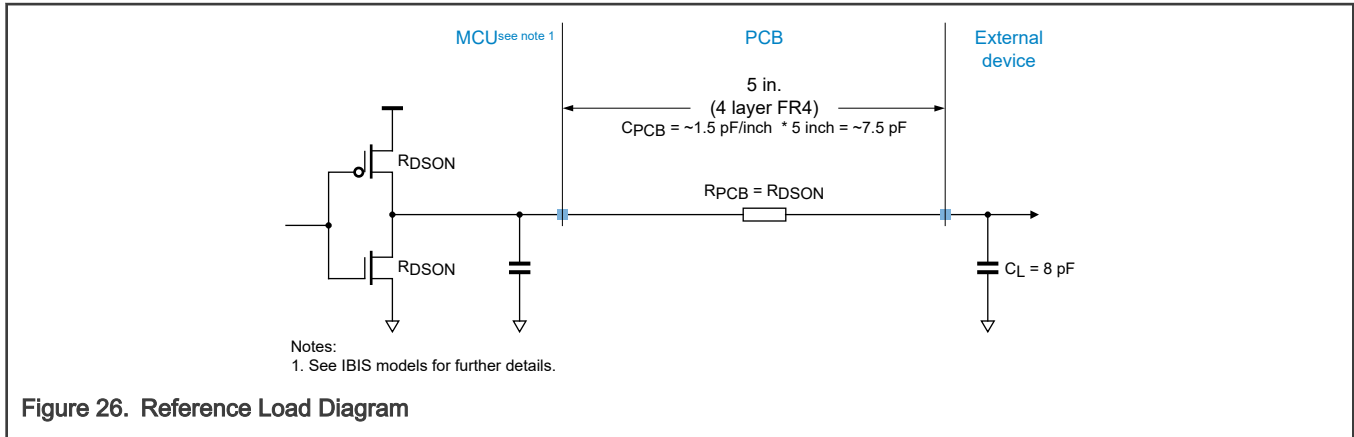 MCUsee note 1
PCB
External
device
5 in.
(4 layer FR4)
CPCB = ~1.5 pF/inch * 5 inch = ~7.5 pF
RDSON
RPCB = RDSON
RDSON
CL = 8 pF
Notes:
1. See IBIS models for further details.
Figure 26. Reference Load Diagram